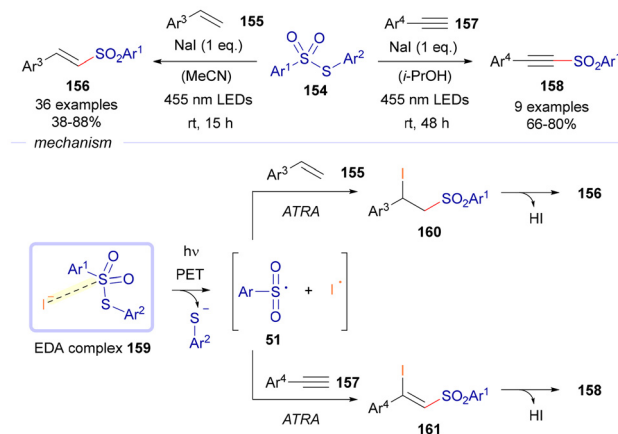 Ar3 155
NaI (1 eq.)
(MeCN)
455 nm LEDs
rt, 15 h
Ar3 SO2Ar1
156
36 examples
38-88%
O O
S
Ar1 S Ar2
154
Ar4 157
NaI (1 eq.)
(i-PrOH)
455 nm LEDs
rt, 48 h
Ar4 SO2Ar
158
9 examples
66-80%
mechanism
Ar3 155
ATRA
I
Ar3 SO2Ar1
160
HI
156
Ar1 O
S O
I− S
Ar2
EDA complex 159
hν
PET
S−
Ar2
O
Ar S• + I•
O
51
Ar4 157
ATRA
I
Ar4 SO2Ar1
161
HI
158